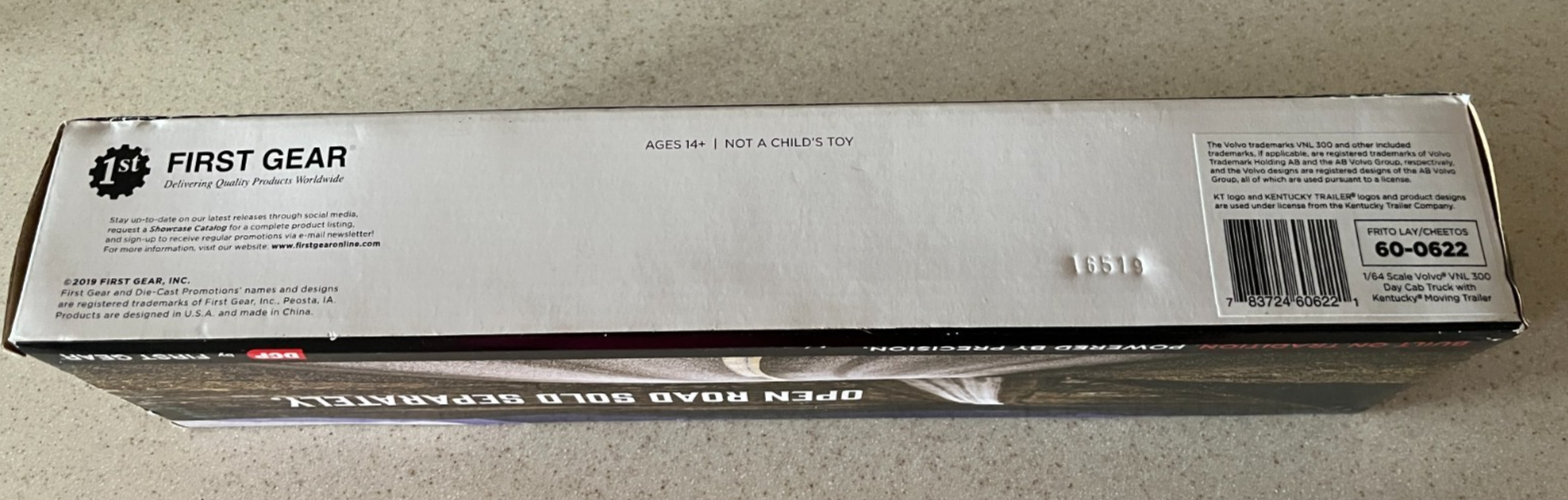 1st FIRST GEAR®
Delivering Quality Products Worldwide
Stay up-to-date on our latest releases through social media,
request a Showcase Catalog for a complete product listing,
and sign-up to receive regular promotions via e-mail newsletter!
For more information, visit our website: www.firstgearonline.com
©2019 FIRST GEAR, INC.
First Gear and Die-Cast Promotions' names and designs
are registered trademarks of First Gear, Inc., Peosta, IA.
Products are designed in U.S.A. and made in China.
AGES 14+ | NOT A CHILD'S TOY
16519
The Volvo trademarks VNL 300 and other included
trademarks, if applicable, are registered trademarks of Volvo
Trademark Holding AB and the AB Volvo Group, respectively,
and the Volvo designs are registered designs of the AB Volvo
Group, all of which are used pursuant to a license.
KT logo and KENTUCKY TRAILER® logos and product designs
are used under license from the Kentucky Trailer Company.
7 83724 60622 1
FRITO LAY/CHEETOS
60-0622
1/64 Scale Volvo® VNL 300
Day Cab Truck with
Kentucky® Moving Trailer
BUILT ON TRADITION POWERED BY PRECISION.
DCP by FIRST GEAR
OPEN ROAD SOLD SEPARATELY.